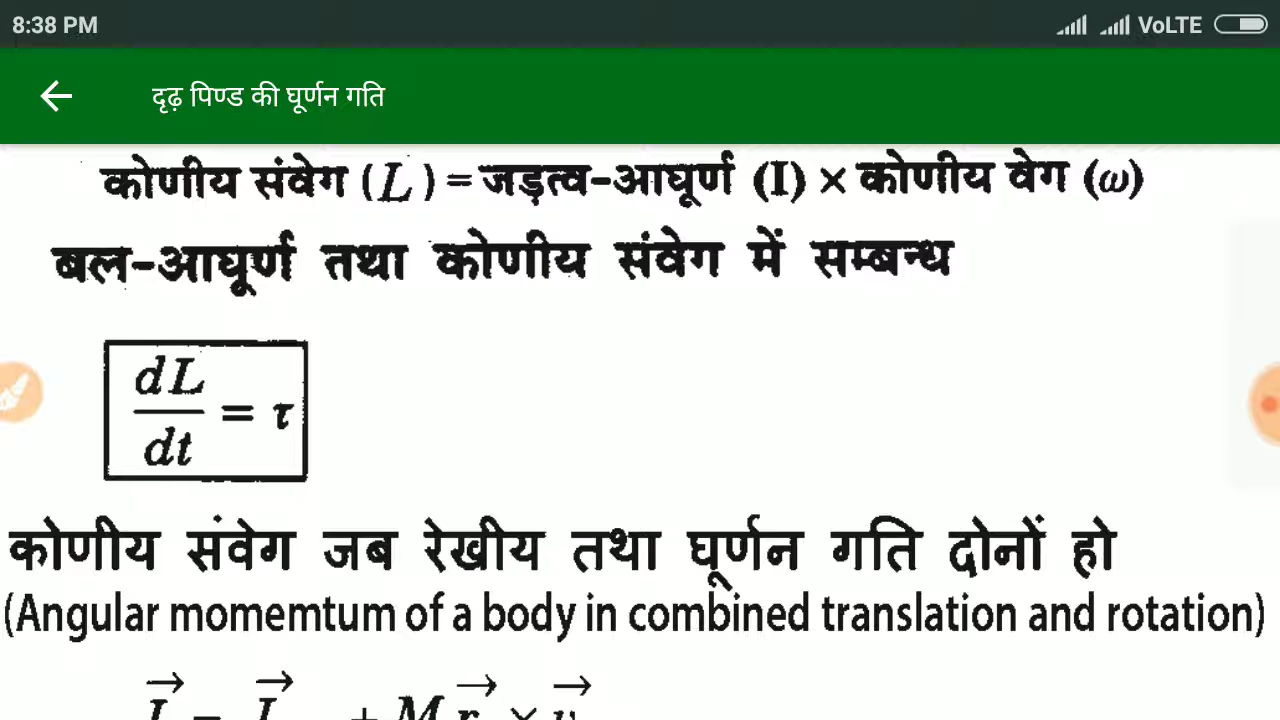 8:38 PM VoLTE
दृढ़ पिण्ड की घूर्णन गति
कोणीय संवेग (L) = जड़त्व-आघूर्ण (I) × कोणीय वेग (ω)
बल-आघूर्ण तथा कोणीय संवेग में सम्बन्ध
dL/dt = τ
कोणीय संवेग जब रेखीय तथा घूर्णन गति दोनों हो
(Angular momemtum of a body in combined translation and rotation)